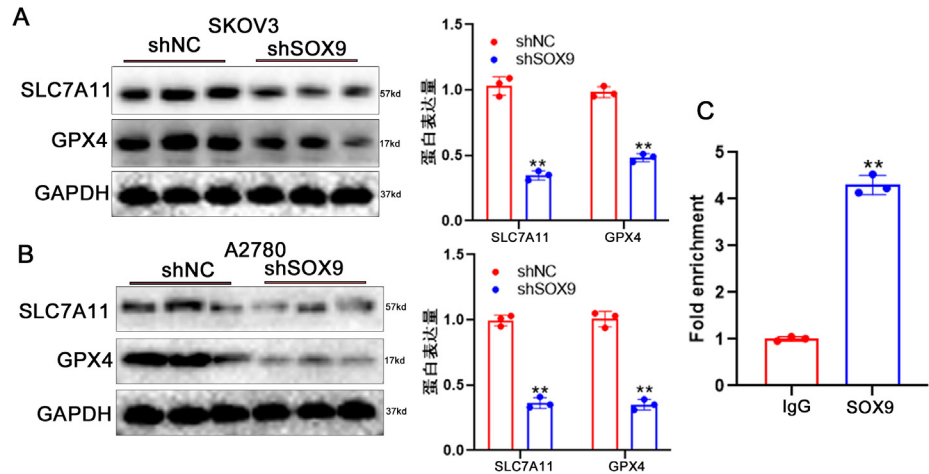 A
SKOV3
shNC
shSOX9
SLC7A11
57kd
GPX4
17kd
GAPDH
37kd
蛋白表达量
1.5
1.0
0.5
0.0
shNC
shSOX9
**
**
SLC7A11
GPX4
B
A2780
shNC
shSOX9
SLC7A11
57kd
GPX4
17kd
GAPDH
37kd
蛋白表达量
1.5
1.0
0.5
0.0
shNC
shSOX9
**
**
SLC7A11
GPX4
C
Fold enrichment
5
4
3
2
1
0
**
IgG
SOX9